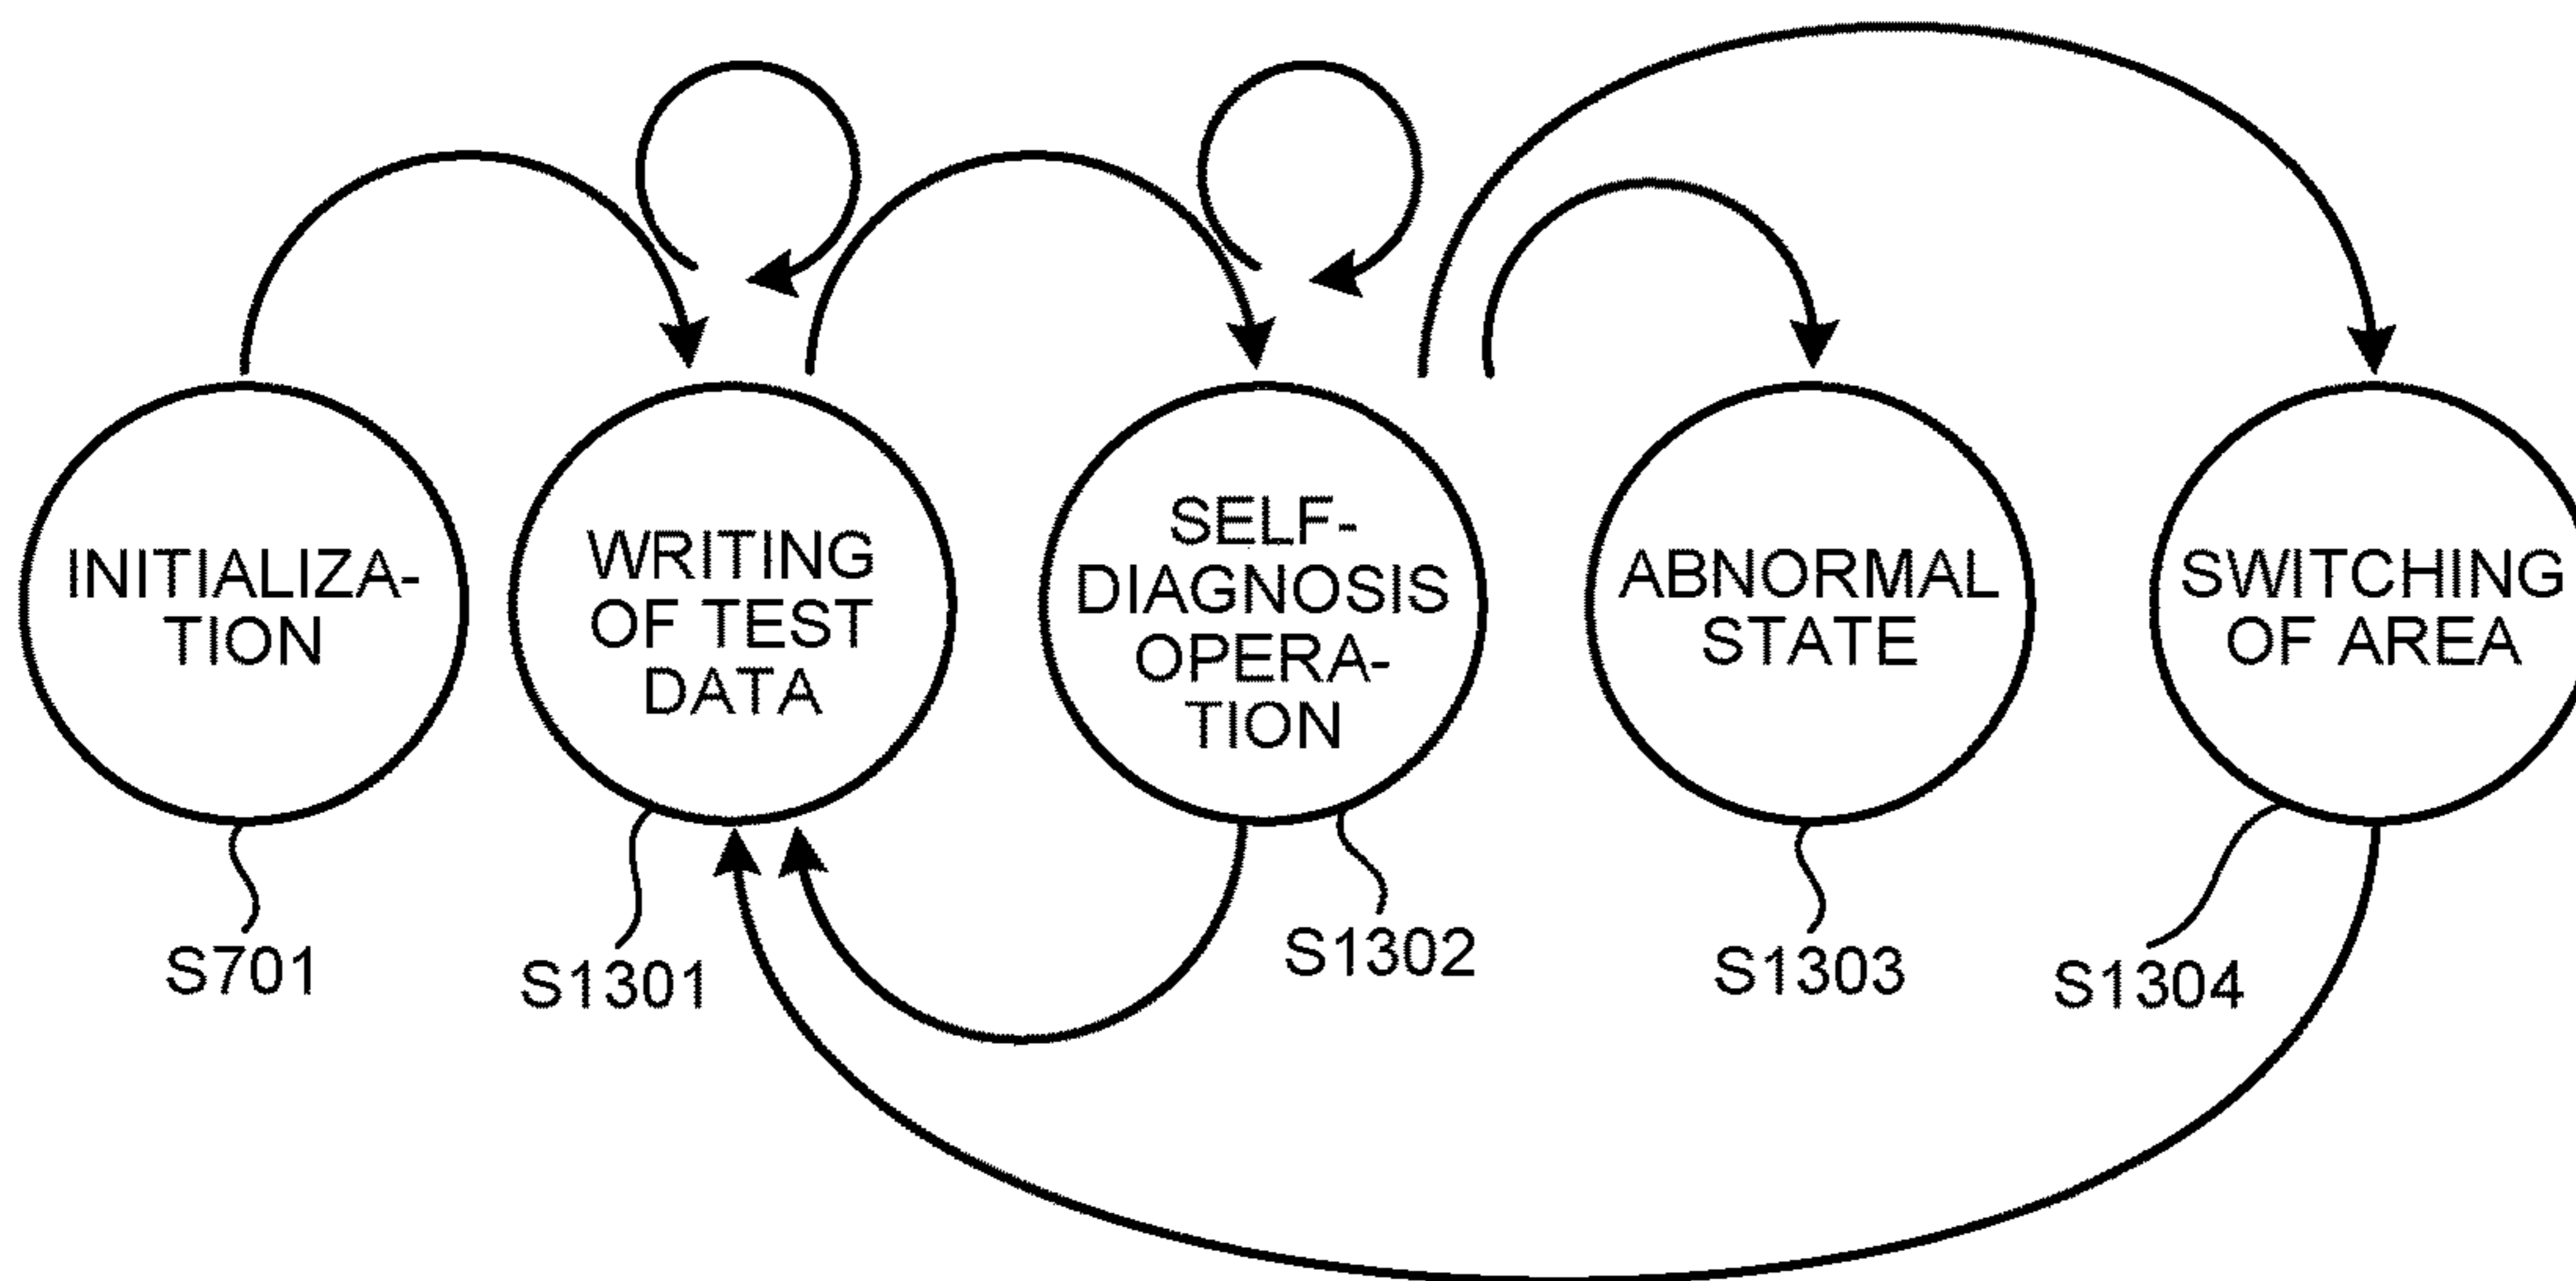 INITIALIZA-
TION
WRITING
OF TEST
DATA
SELF-
DIAGNOSIS
OPERA-
TION
ABNORMAL
STATE
SWITCHING
OF AREA
S701
S1301
S1302
S1303
S1304